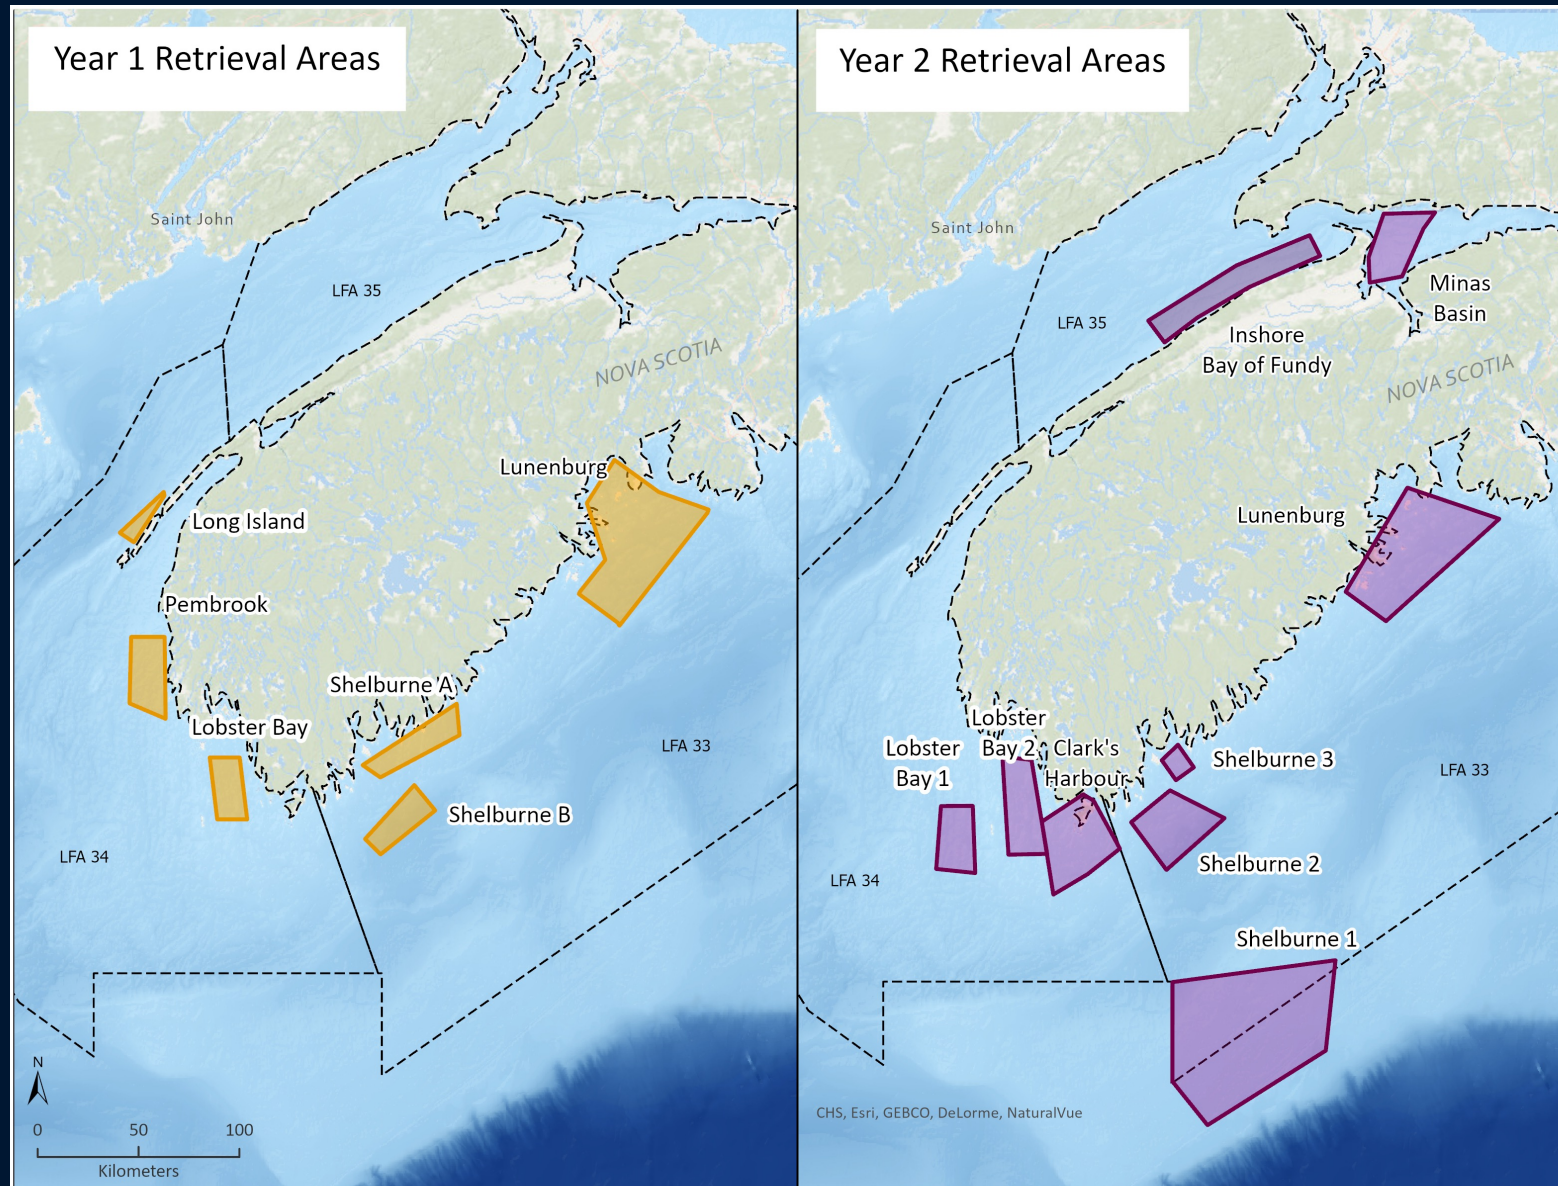 Year 1 Retrieval Areas
Saint John
LFA 35
NOVA SCOTIA
Lunenburg
Long Island
Pembrook
Shelburne A
Lobster Bay
LFA 33
Shelburne B
LFA 34
N
0 50 100
Kilometers
Year 2 Retrieval Areas
Saint John
Minas
Basin
LFA 35
Inshore
Bay of Fundy
NOVA SCOTIA
Lunenburg
Lobster
Bay 2
Lobster
Bay 1
Clark's
Harbour
Shelburne 3
LFA 33
Shelburne 2
LFA 34
Shelburne 1
CHS, Esri, GEBCO, DeLorme, NaturalVue